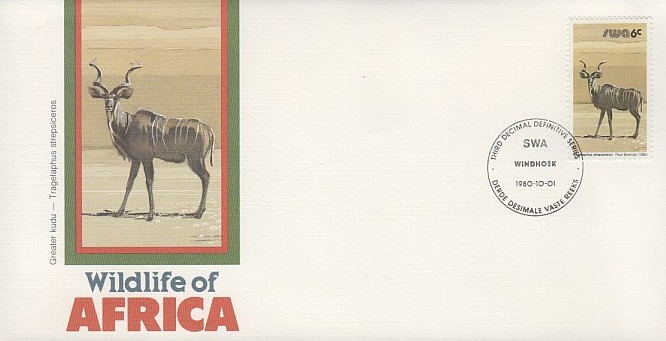 Greater kudu — Tragelaphus strepsiceros
Wildlife of
AFRICA
swa 6c
Tragelaphus strepsiceros Paul Bosman 1980
THIRD DECIMAL DEFINITIVE SERIES
SWA
WINDHOEK
1980-10-01
DERDE DESIMALE VASTE REEKS